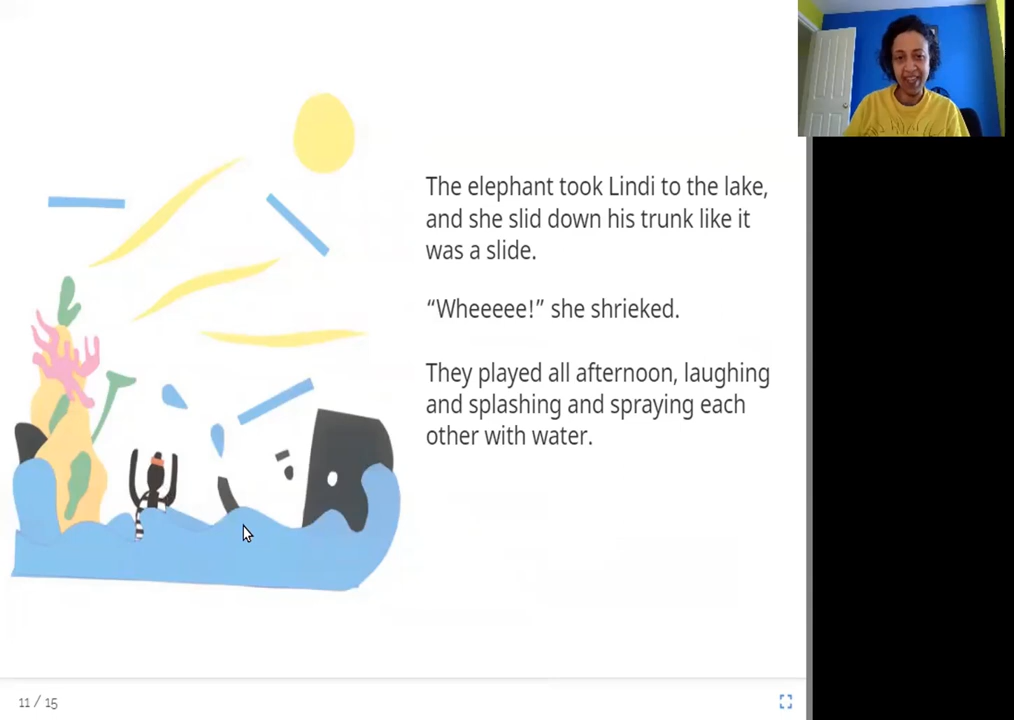 The elephant took Lindi to the lake,
and she slid down his trunk like it
was a slide.
“Wheeeee!” she shrieked.
They played all afternoon, laughing
and splashing and spraying each
other with water.
11 / 15